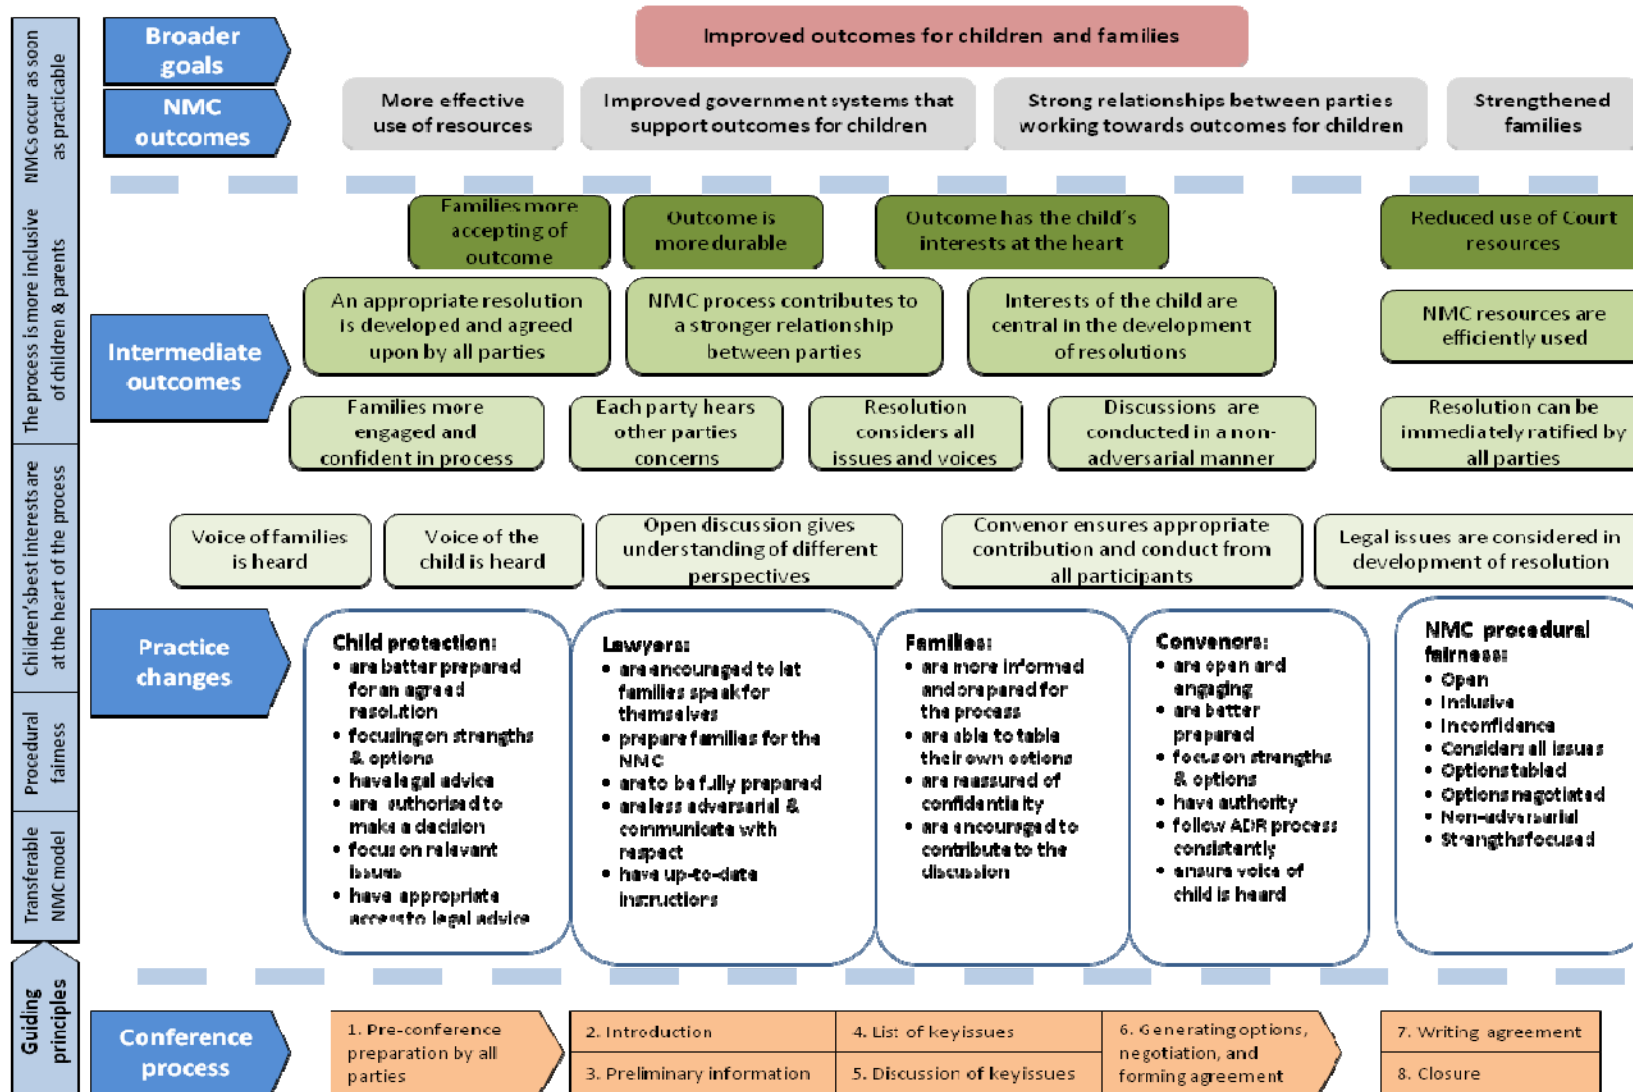 Broader
goals
Improved outcomes for children and families
NMC
outcomes
More effective
use of resources
Improved government systems that
support outcomes for children
Strong relationships between parties
working towards outcomes for children
Strengthened
families
Intermediate
outcomes
Families more
accepting of
outcome
Outcome is
more durable
Outcome has the child's
interests at the heart
Reduced use of Court
resources
An appropriate resolution
is developed and agreed
upon by all parties
NMC process contributes to
a stronger relationship
between parties
Interests of the child are
central in the development
of resolutions
NMC resources are
efficiently used
Families more
engaged and
confident in process
Each party hears
other parties
concerns
Resolution
considers all
issues and voices
Discussions are
conducted in a non-
adversarial manner
Resolution can be
immediately ratified by
all parties
Voice of families
is heard
Voice of the
child is heard
Open discussion gives
understanding of different
perspectives
Convenor ensures appropriate
contribution and conduct from
all participants
Legal issues are considered in
development of resolution
Practice
changes
Child protection:
• are better prepared
for an agreed
resolution
• focusing on strengths
& options
• have legal advice
• are authorised to
make a decision
• focus on relevant
issues
• have appropriate
access to legal advice
Lawyers:
• are encouraged to let
families speak for
themselves
• prepare families for the
NMC
• are to be fully prepared
• are less adversarial &
communicate with
respect
• have up-to-date
instructions
Families:
• are more informed
and prepared for
the process
• are able to table
their own options
• are reassured of
confidentiality
• are encouraged to
contribute to the
discussion
Convenors:
• are open and
engaging
• are better
prepared
• focus on strengths
& options
• have authority
• follow ADR process
consistently
• ensure voice of
child is heard
NMC procedural
fairness:
• Open
• Inclusive
• In confidence
• Considers all issues
• Options tabled
• Options negotiated
• Non-adversarial
• Strengths focused
Conference
process
1. Pre-conference
preparation by all
parties
2. Introduction
3. Preliminary information
4. List of key issues
5. Discussion of key issues
6. Generating options,
negotiation, and
forming agreement
7. Writing agreement
8. Closure
Guiding
principles
Transferable
NMC model
Procedural
fairness
Children's best interests are
at the heart of the process
The process is more inclusive
of children & parents
NMCs occur as soon
as practicable